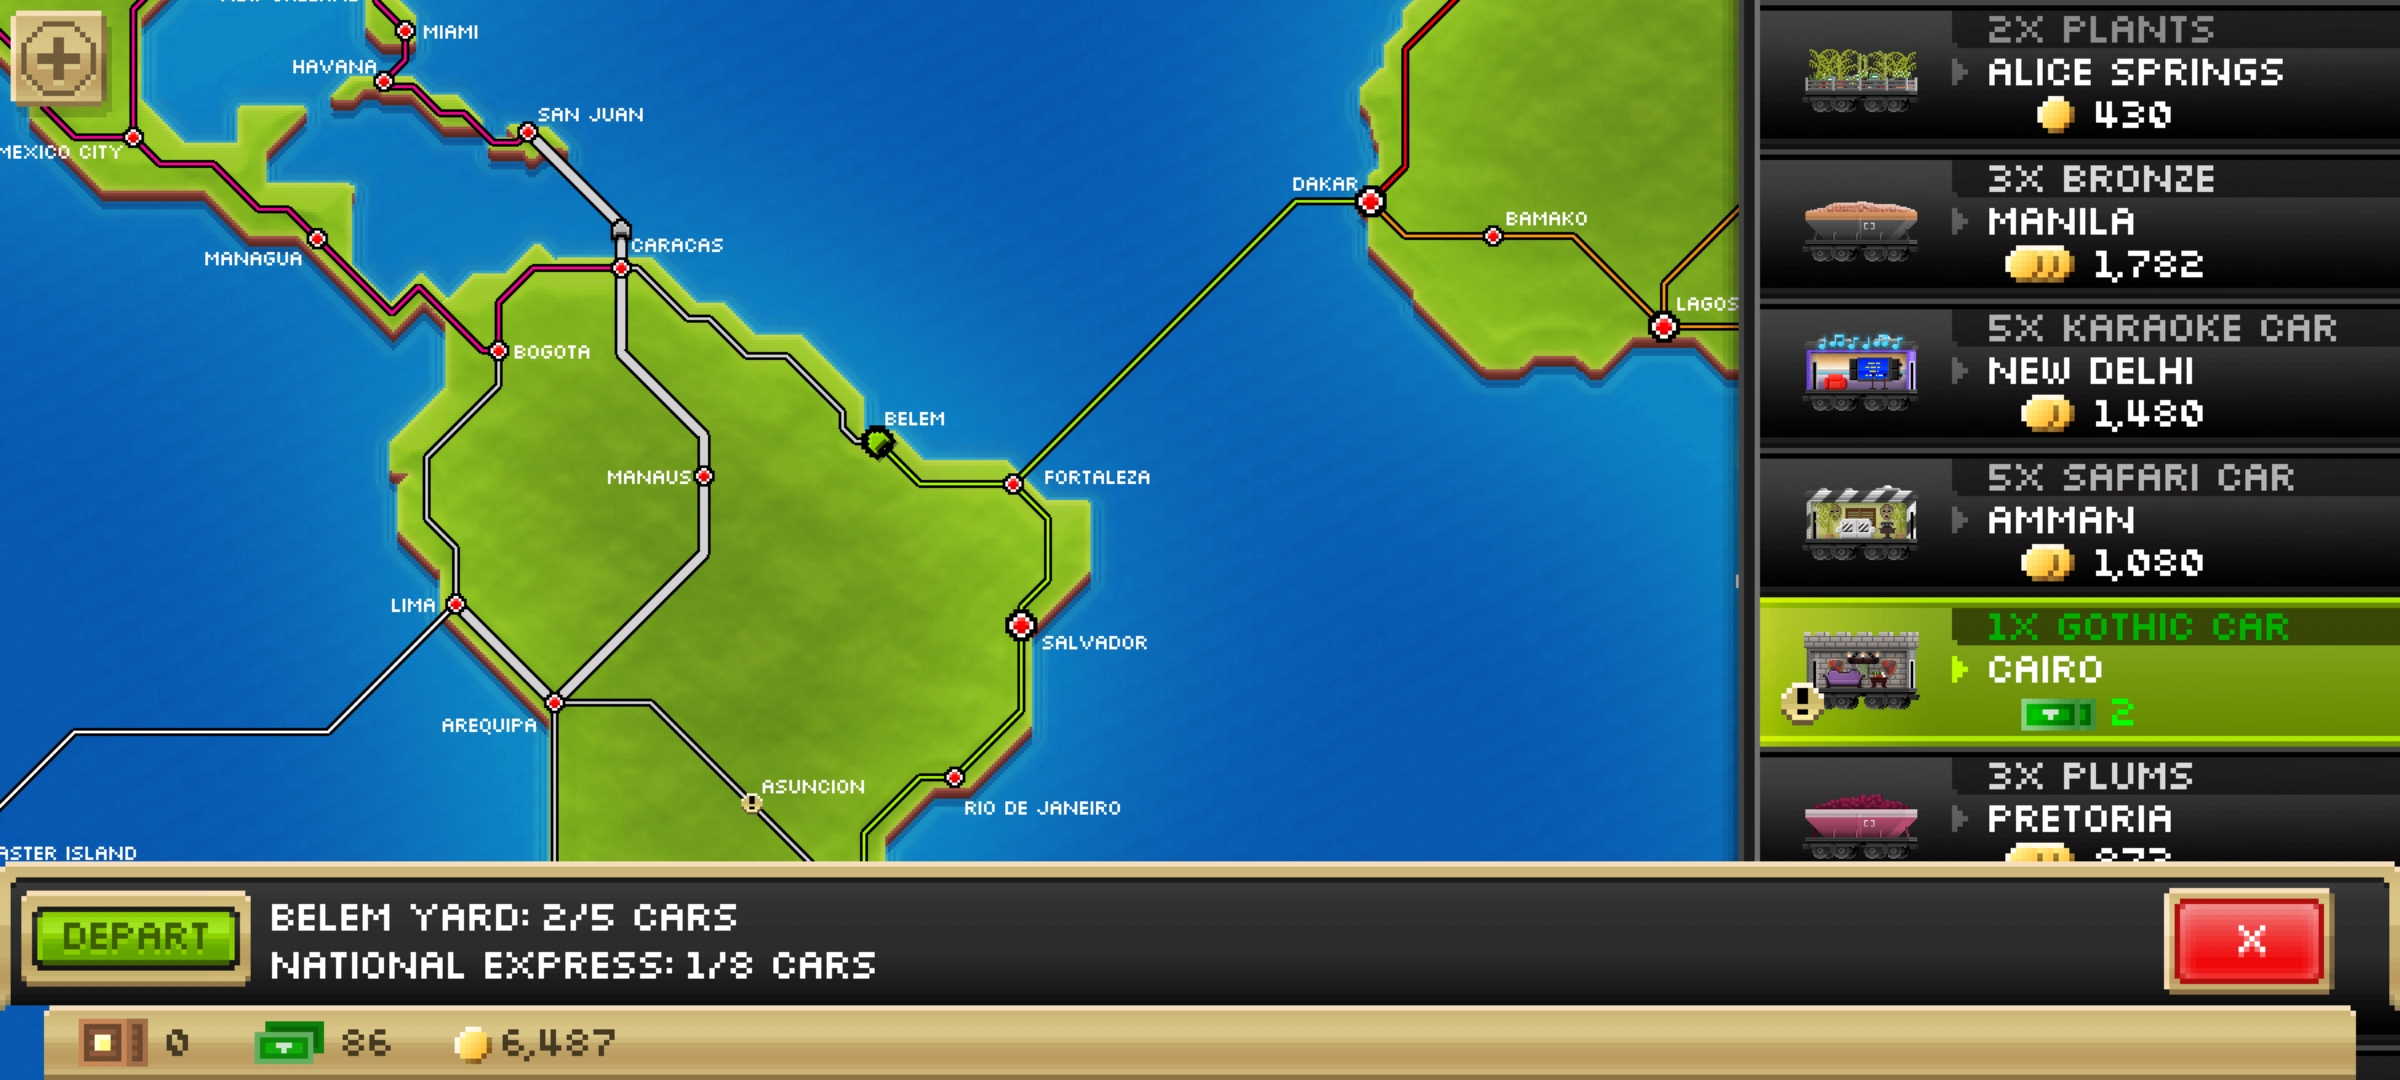 MIAMI
HAVANA
SAN JUAN
MEXICO CITY
DAKAR
BAMAKO
CARACAS
MANAGUA
LAGOS
BOGOTA
BELEM
MANAUS
FORTALEZA
LIMA
SALVADOR
AREQUIPA
ASUNCION
RIO DE JANEIRO
ASTER ISLAND
2X PLANTS
ALICE SPRINGS
430
3X BRONZE
MANILA
1,782
5X KARAOKE CAR
NEW DELHI
1,480
5X SAFARI CAR
AMMAN
1,080
1X GOTHIC CAR
CAIRO
2
3X PLUMS
PRETORIA
DEPART
BELEM YARD: 2/5 CARS
NATIONAL EXPRESS: 1/8 CARS
X
0
86
6,487